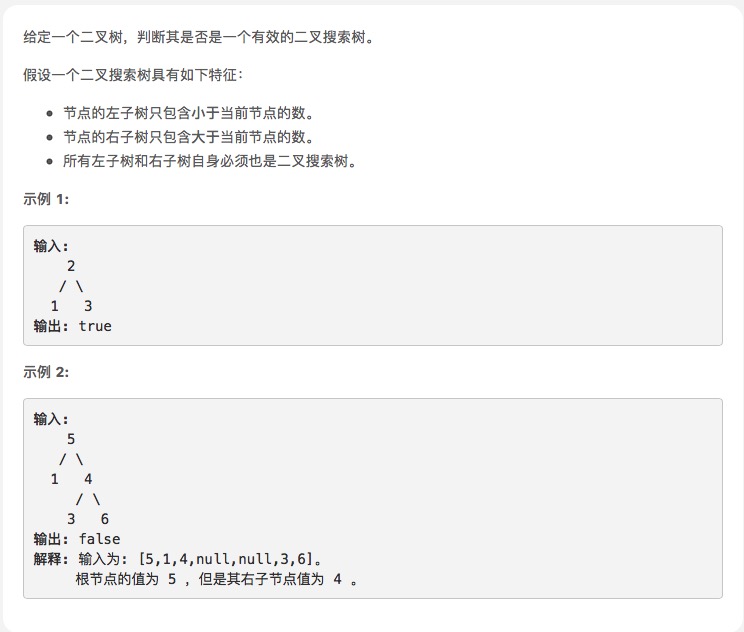 给定一个二叉树，判断其是否是一个有效的二叉搜索树。
假设一个二叉搜索树具有如下特征：
• 节点的左子树只包含小于当前节点的数。
• 节点的右子树只包含大于当前节点的数。
• 所有左子树和右子树自身必须也是二叉搜索树。
示例 1:
输入:
    2
   / \
  1   3
输出: true
示例 2:
输入:
    5
   / \
  1   4
     / \
    3   6
输出: false
解释: 输入为: [5,1,4,null,null,3,6]。
     根节点的值为 5 ，但是其右子节点值为 4 。